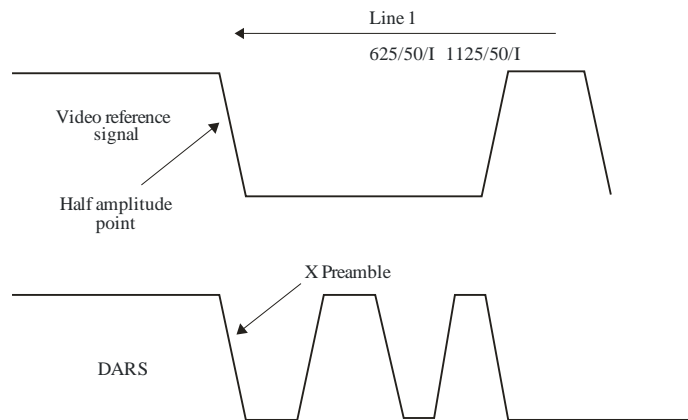 Line 1
625/50/I 1125/50/I
Video reference
signal
Half amplitude
point
X Preamble
DARS